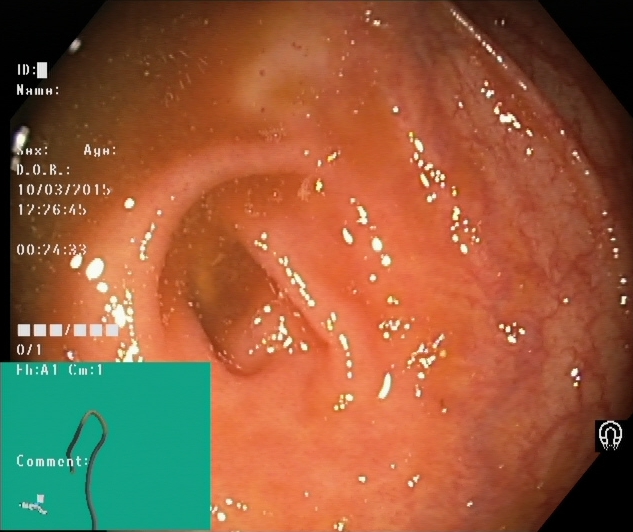 ID:
Name:
Sex: Age:
D.O.B.:
10/03/2015
12:26:45
00:24:33
/
0/1
Eh:A1 Cm:1
Comment: